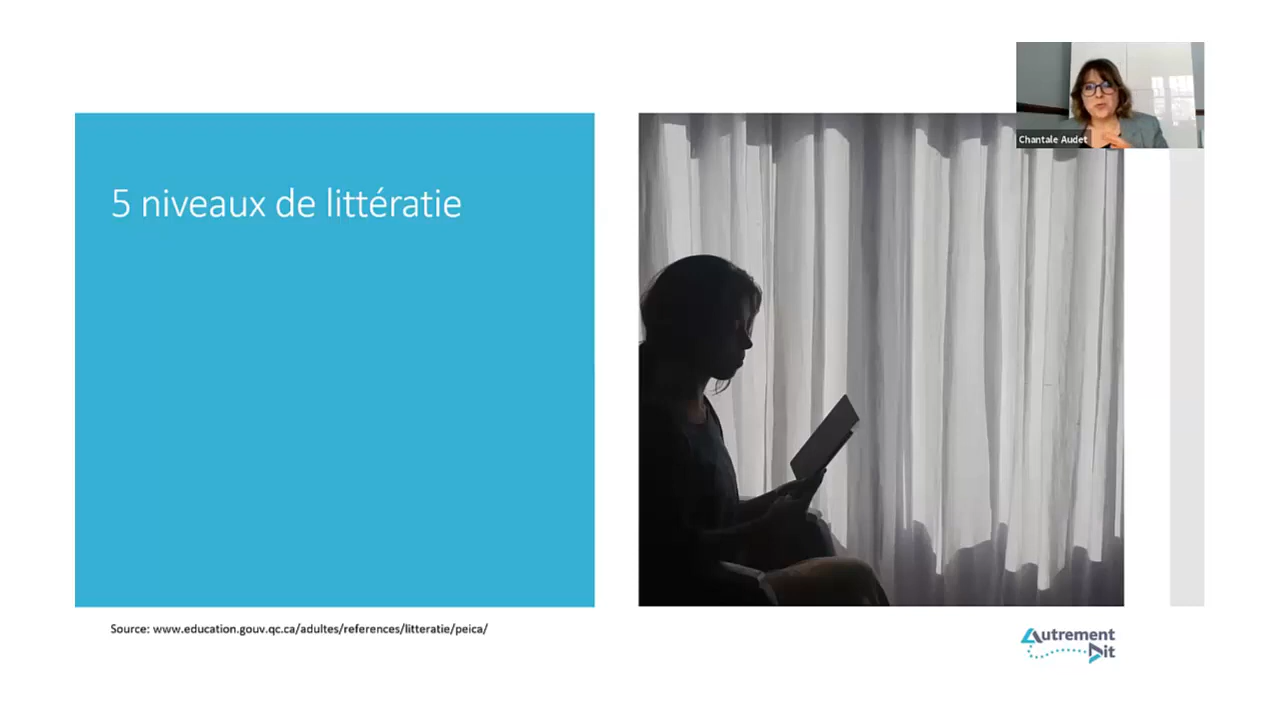 Chantale Audet
5 niveaux de littératie
Source: www.education.gouv.qc.ca/adultes/references/litteratie/peica/
Autrement
Dit